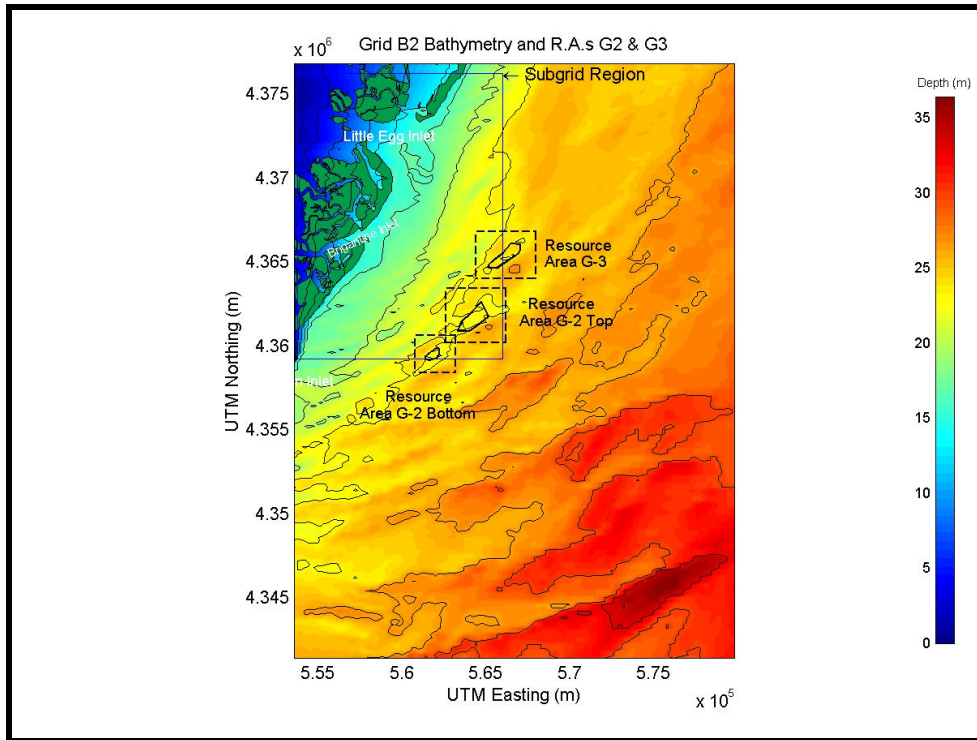 Grid B2 Bathymetry and R.A.s G2 & G3
x 10^6
Subgrid Region
Depth (m)
4.375
4.37
4.365
4.36
4.355
4.35
4.345
UTM Northing (m)
Little Egg Inlet
Brigantine Inlet
n Inlet
Resource
Area G-3
Resource
Area G-2 Top
Resource
Area G-2 Bottom
35
30
25
20
15
10
5
0
5.55
5.6
5.65
5.7
5.75
UTM Easting (m)
x 10^5